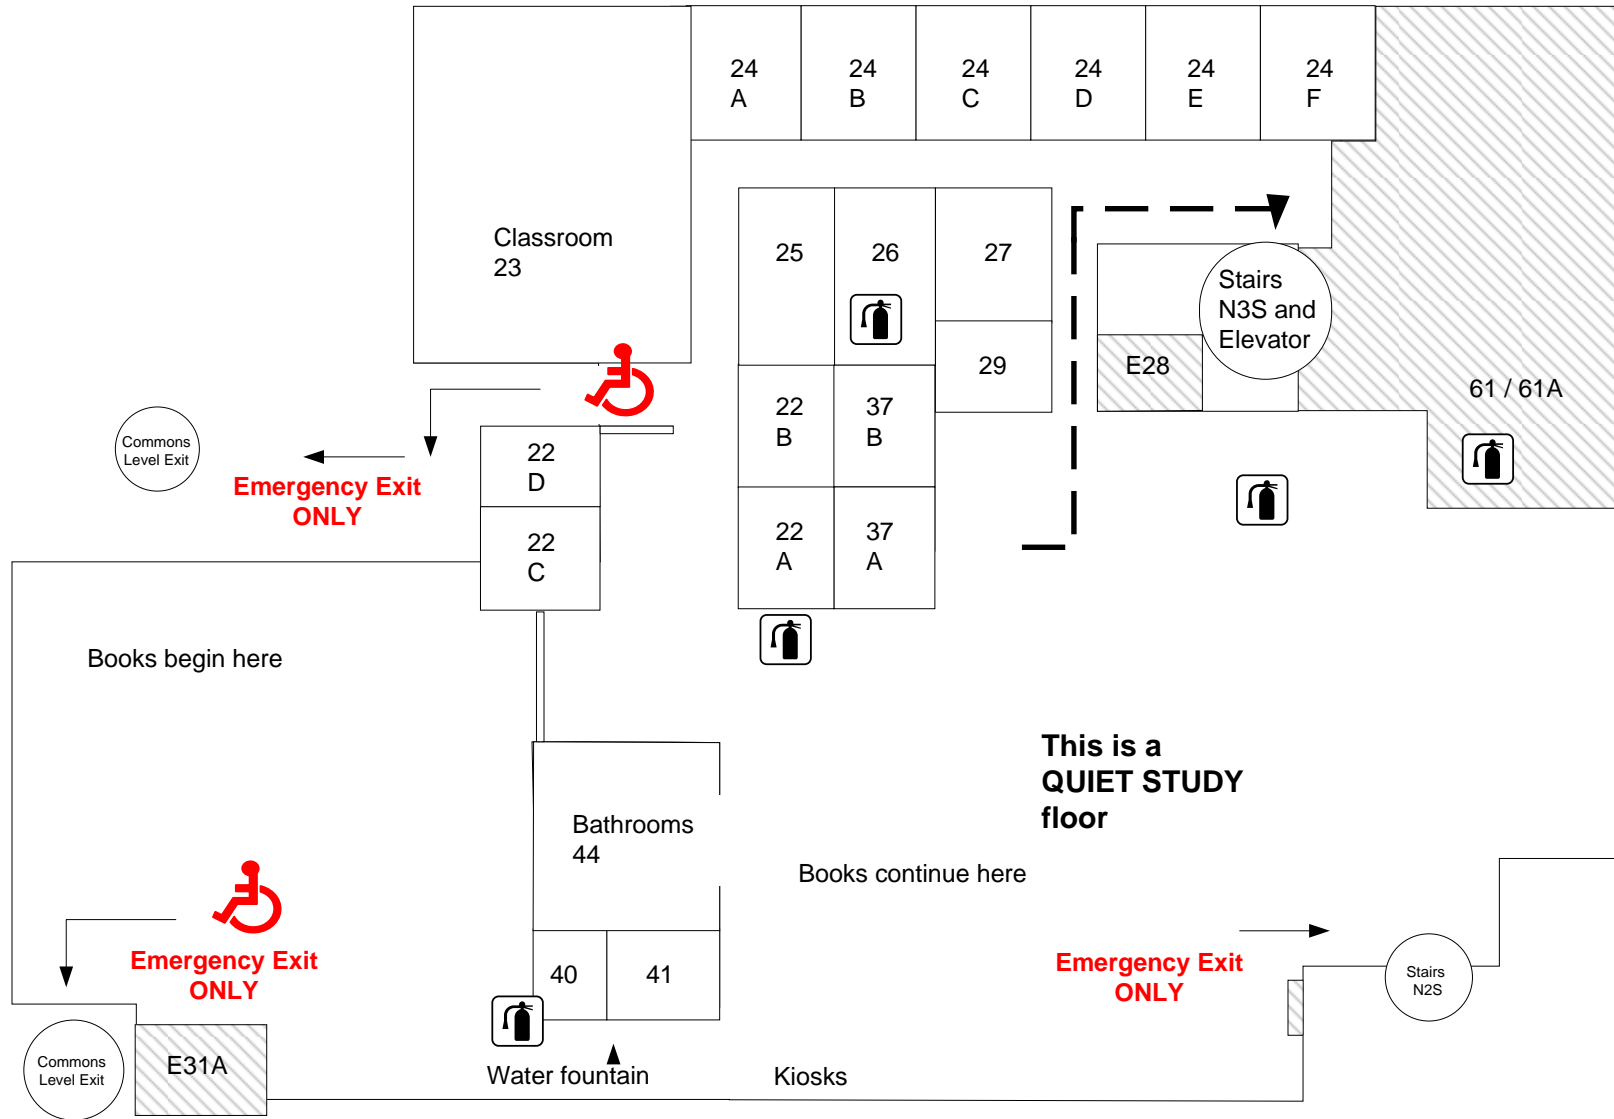 24
A
24
B
24
C
24
D
24
E
24
F
Classroom
23
25
26
27
Stairs
N3S and
Elevator
29
E28
61 / 61A
22
B
37
B
Commons
Level Exit
22
D
Emergency Exit
ONLY
22
C
22
A
37
A
Books begin here
This is a
QUIET STUDY
floor
Bathrooms
44
Books continue here
Emergency Exit
ONLY
40
41
Emergency Exit
ONLY
Stairs
N2S
Commons
Level Exit
E31A
Water fountain
Kiosks